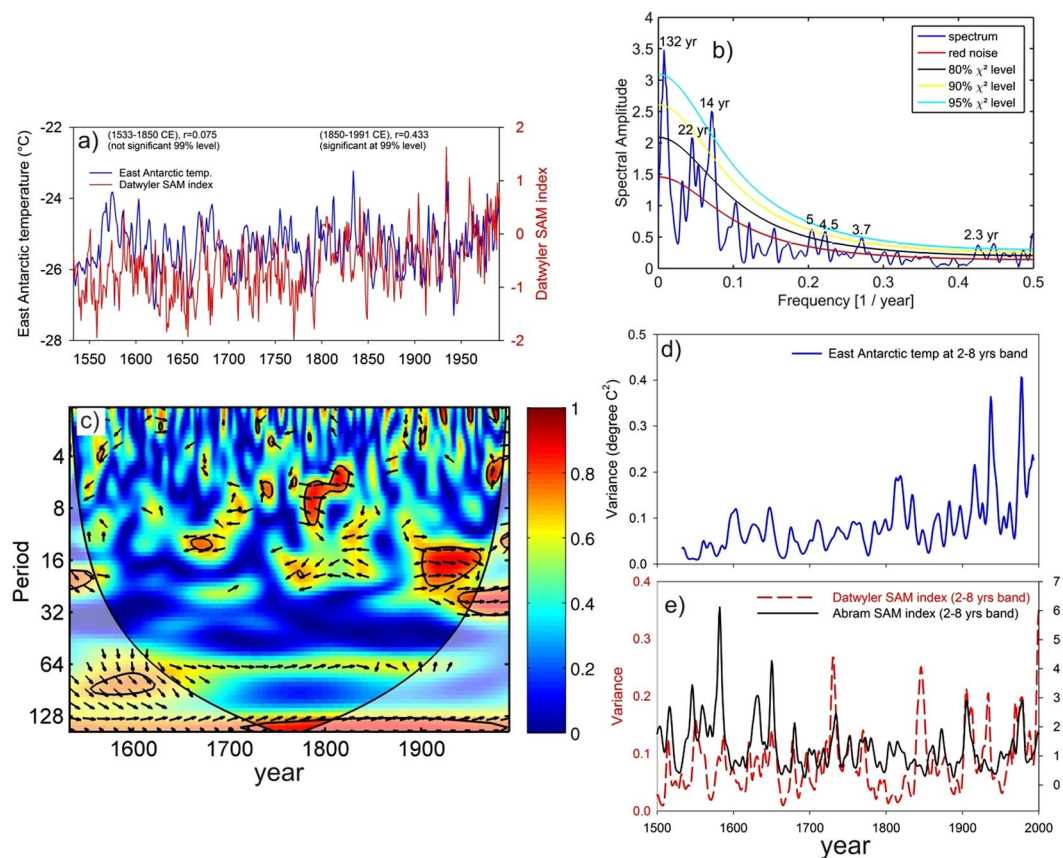 a)
(1533-1850 CE), r=0.075
(not significant 99% level)
(1850-1991 CE), r=0.433
(significant at 99% level)
East Antarctic temp.
Datwyler SAM index
East Antarctic temperature (°C)
-22
-24
-26
-28
2
1
0
-1
-2
Datwyler SAM index
1550 1600 1650 1700 1750 1800 1850 1900 1950
b)
132 yr
22 yr
14 yr
5
4.5
3.7
2.3 yr
spectrum
red noise
80% χ² level
90% χ² level
95% χ² level
Spectral Amplitude
4
3.5
3
2.5
2
1.5
1
0.5
0
0 0.1 0.2 0.3 0.4 0.5
Frequency [1 / year]
c)
Period
4
8
16
32
64
128
1600 1700 1800 1900
year
1
0.8
0.6
0.4
0.2
0
d)
East Antarctic temp at 2-8 yrs band
Variance (degree C²)
0.5
0.4
0.3
0.2
0.1
0.0
e)
Datwyler SAM index (2-8 yrs band)
Abram SAM index (2-8 yrs band)
Variance
0.4
0.3
0.2
0.1
0.0
7
6
5
4
3
2
1
0
1500 1600 1700 1800 1900 2000
year